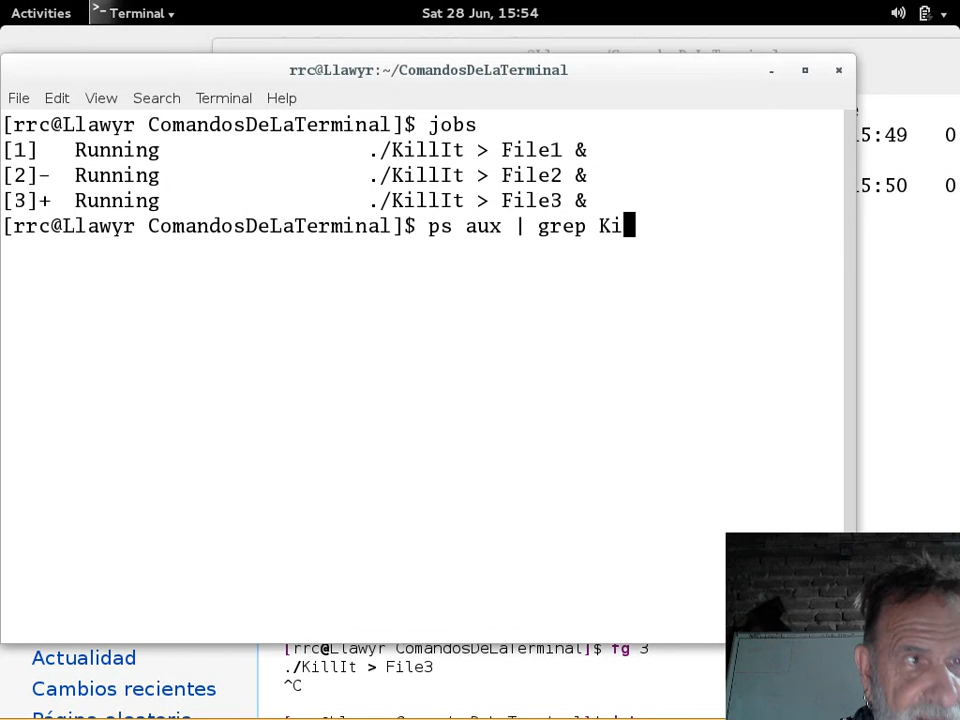 Activities Terminal Sat 28 Jun, 15:54
rrc@Llawyr:~/ComandosDeLaTerminal
File Edit View Search Terminal Help
[rrc@Llawyr ComandosDeLaTerminal]$ jobs
[1] Running ./KillIt > File1 &
[2]- Running ./KillIt > File2 &
[3]+ Running ./KillIt > File3 &
[rrc@Llawyr ComandosDeLaTerminal]$ ps aux | grep Ki
15:49 0
15:50 0
Actualidad
Cambios recientes
[rrc@Llawyr ComandosDeLaTerminal]$ fg 3
./KillIt > File3
^C